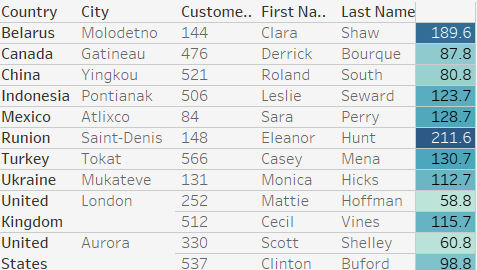 Country City Custome.. First Na.. Last Name
Belarus Molodetno 144 Clara Shaw 189.6
Canada Gatineau 476 Derrick Bourque 87.8
China Yingkou 521 Roland South 80.8
Indonesia Pontianak 506 Leslie Seward 123.7
Mexico Atlixco 84 Sara Perry 128.7
Runion Saint-Denis 148 Eleanor Hunt 211.6
Turkey Tokat 566 Casey Mena 130.7
Ukraine Mukateve 131 Monica Hicks 112.7
United London 252 Mattie Hoffman 58.8
Kingdom 512 Cecil Vines 115.7
United Aurora 330 Scott Shelley 60.8
States 537 Clinton Buford 98.8